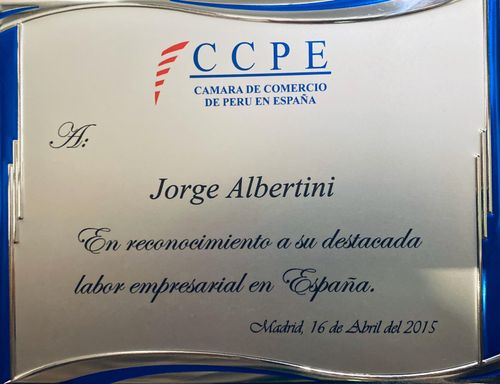 CCPE
CAMARA DE COMERCIO
DE PERU EN ESPAÑA
A:
Jorge Albertini
En reconocimiento a su destacada
labor empresarial en España.
Madrid, 16 de Abril del 2015